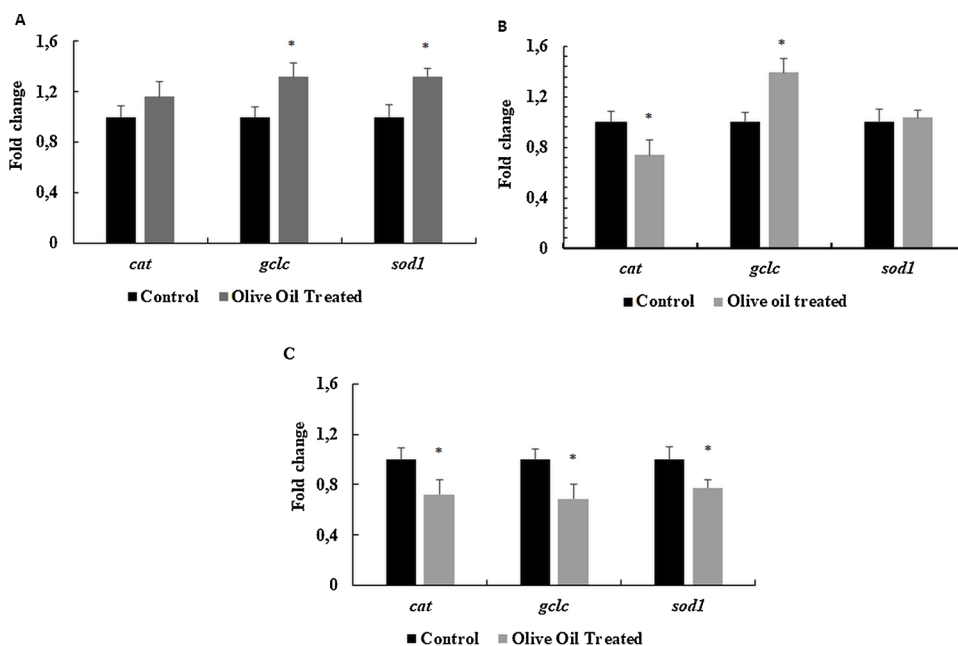 A
Fold change
1,6
*
*
1,2
0,8
0,4
0
cat
gclc
sod1
Control
Olive Oil Treated
B
Fold change
1,6
*
1,2
*
0,8
0,4
0
cat
gclc
sod1
Control
Olive oil treated
C
Fold change
1,6
1,2
*
*
*
0,8
0,4
0
cat
gclc
sod1
Control
Olive Oil Treated